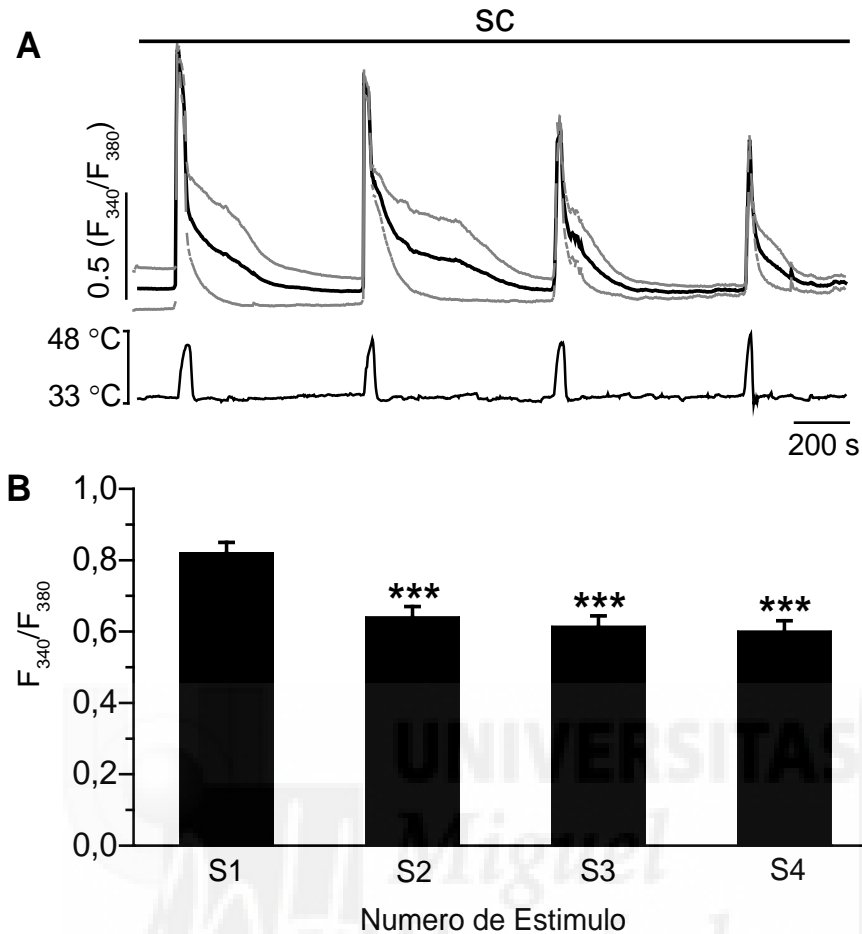 SC
A
0.5 (F340/F380)
48 °C
33 °C
200 s
B
1,0
0,8
0,6
0,4
0,2
0,0
F340/F380
***
***
***
S1
S2
S3
S4
Numero de Estimulo
UNIVERSITAS
Miguel